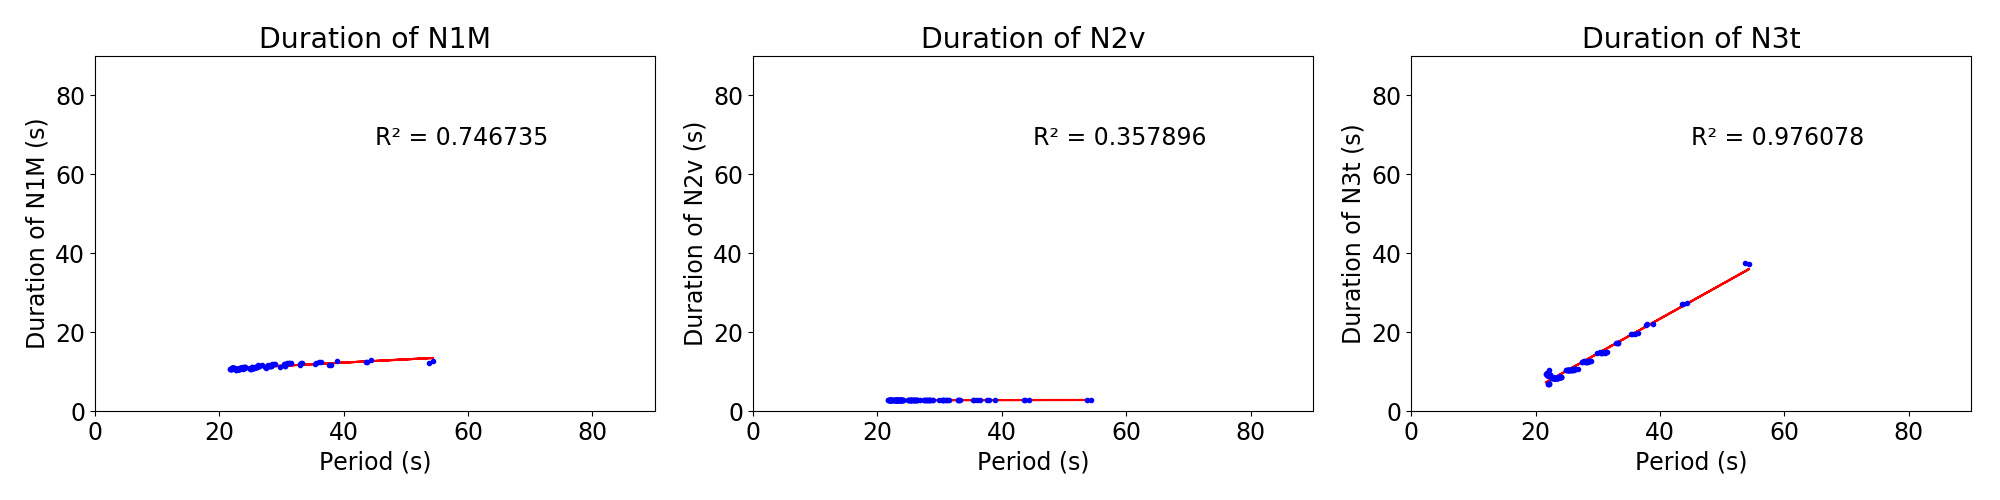 Duration of N1M
Duration of N1M (s)
80
60
40
20
0
R² = 0.746735
0 20 40 60 80
Period (s)
Duration of N2v
Duration of N2v (s)
80
60
40
20
0
R² = 0.357896
0 20 40 60 80
Period (s)
Duration of N3t
Duration of N3t (s)
80
60
40
20
0
R² = 0.976078
0 20 40 60 80
Period (s)